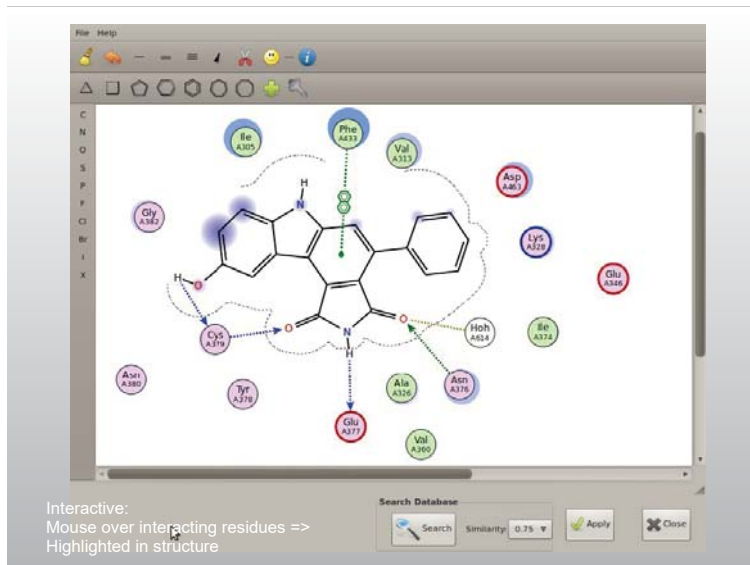 File Help
C
N
O
S
P
F
Cl
Br
I
X
Ile
A305
Phe
A433
Val
A313
Asp
A463
Gly
A382
Lys
A328
Glu
A346
H
N
H
O
Cys
A379
O
N
H
O
Hoh
A614
Ile
A374
Asn
A380
Tyr
A378
Ala
A326
Asn
A376
Glu
A377
Val
A360
Search Database
Search
Similarity:
0.75
Apply
Close
Interactive:
Mouse over interacting residues =>
Highlighted in structure